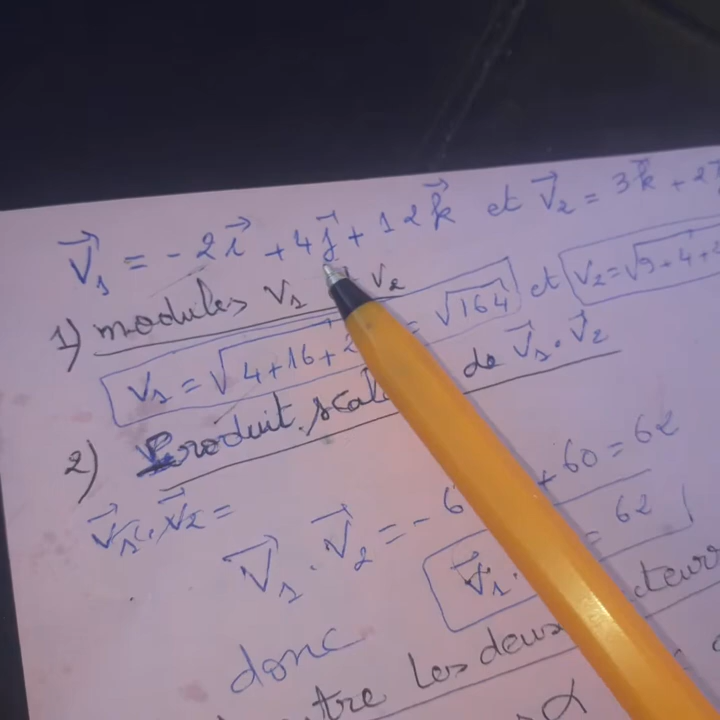 V₁ = -2i + 4j + 12k et V₂ = 3k + 2
1) modules V₁ V₂
V₁ = √4+16+ = √164 et V₂ = √9+4+
2) Produit scal de V₁ . V₂
V₁ . V₂ =
V₁ . V₂ = - 6 + 60 = 62
donc V₁ . = 62
Les deux
α